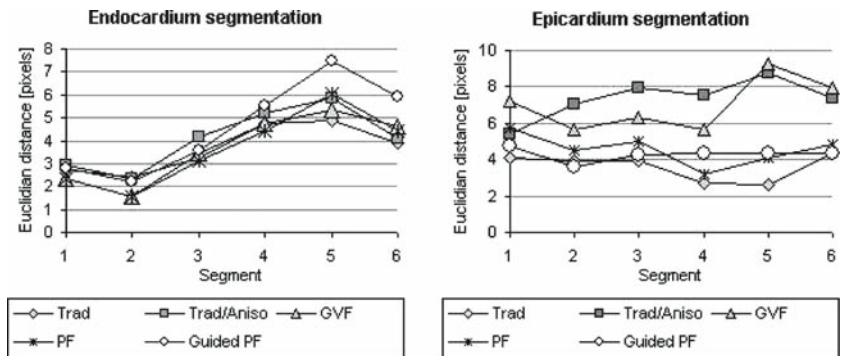 Endocardium segmentation
Euclidian distance [pixels]
8
7
6
5
4
3
2
1
0
1 2 3 4 5 6
Segment
Trad Trad/Aniso GVF
PF Guided PF
Epicardium segmentation
Euclidian distance [pixels]
10
8
6
4
2
0
1 2 3 4 5 6
Segment
Trad Trad/Aniso GVF
PF Guided PF